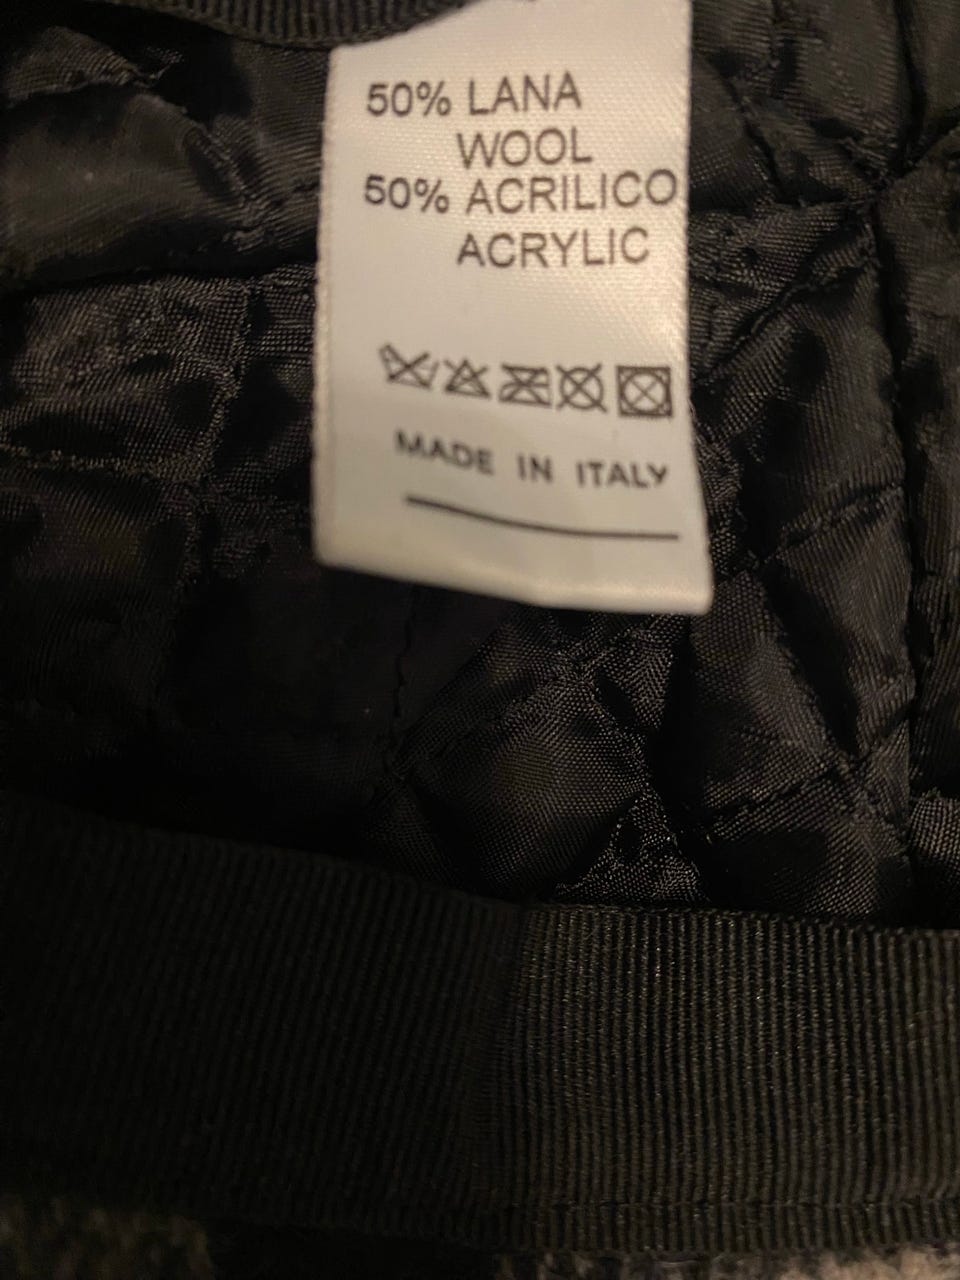 50% LANA
WOOL
50% ACRILICO
ACRYLIC
MADE IN ITALY